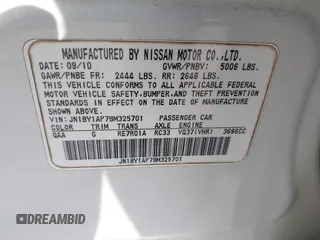 MANUFACTURED BY NISSAN MOTOR CO.,LTD.
DATE: 09/10 GVWR/PNBV: 5006 LBS.
GAWR/PNBE FR: 2444 LBS. RR: 2646 LBS.
THIS VEHICLE CONFORMS TO ALL APPLICABLE FEDERAL
MOTOR VEHICLE SAFETY,BUMPER,AND THEFT PREVENTION
STANDARDS IN EFFECT ON THE DATE OF MANUFACTURE
SHOWN ABOVE.
VIN: JN1BY1AP7BM325701 PASSENGER CAR
COLOR TRIM TRANS AXLE ENGINE
QAA G RE7R01A RC33 VQ37(VHR) 3696CC
JN1BY1AP7BM325701
DREAMBID